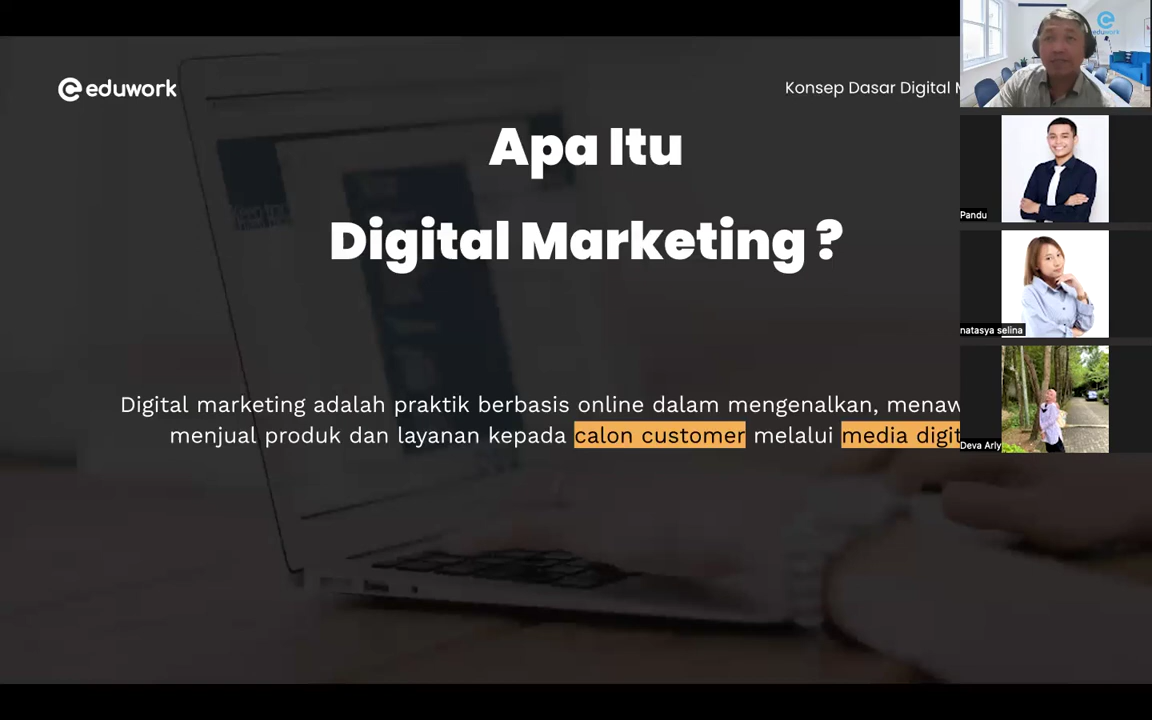 eduwork
Konsep Dasar Digital
Apa Itu
Digital Marketing ?
Digital marketing adalah praktik berbasis online dalam mengenalkan,
menjual produk dan layanan kepada calon customer melalui media
eduwork
Pandu
natasya selina
Deva Arly